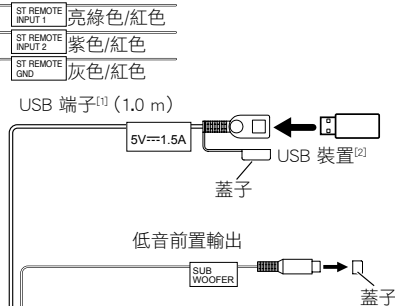 ST REMOTE
INPUT 1
亮綠色/紅色
ST REMOTE
INPUT 2
紫色/紅色
ST REMOTE
GND
灰色/紅色
USB 端子[1] (1.0 m)
5V⎓1.5A
USB 裝置[2]
蓋子
低音前置輸出
SUB
WOOFER
蓋子